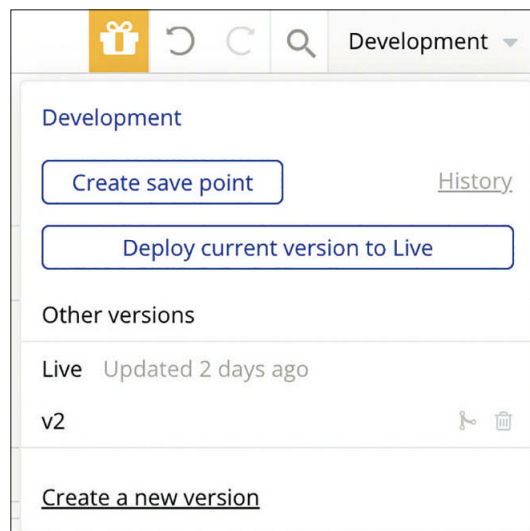 Development
Development
Create save point
History
Deploy current version to Live
Other versions
Live Updated 2 days ago
v2
Create a new version